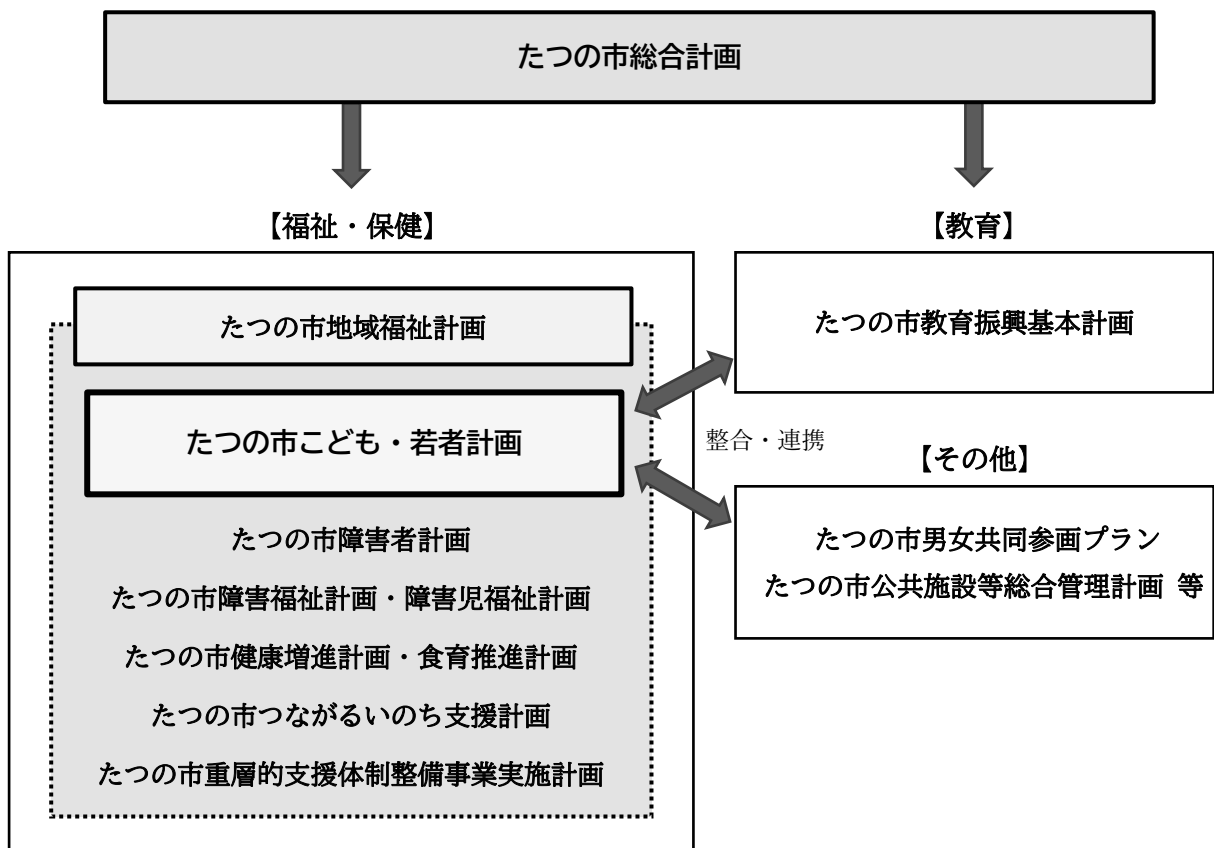 たつの市総合計画
【福祉・保健】
たつの市地域福祉計画
たつの市こども・若者計画
たつの市障害者計画
たつの市障害福祉計画・障害児福祉計画
たつの市健康増進計画・食育推進計画
たつの市つながるいのち支援計画
たつの市重層的支援体制整備事業実施計画
整合・連携
【教育】
たつの市教育振興基本計画
【その他】
たつの市男女共同参画プラン
たつの市公共施設等総合管理計画 等